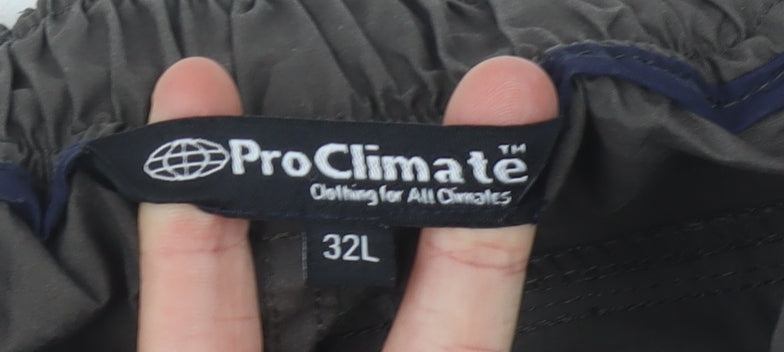 ProClimate™
Clothing for All Climates
32L